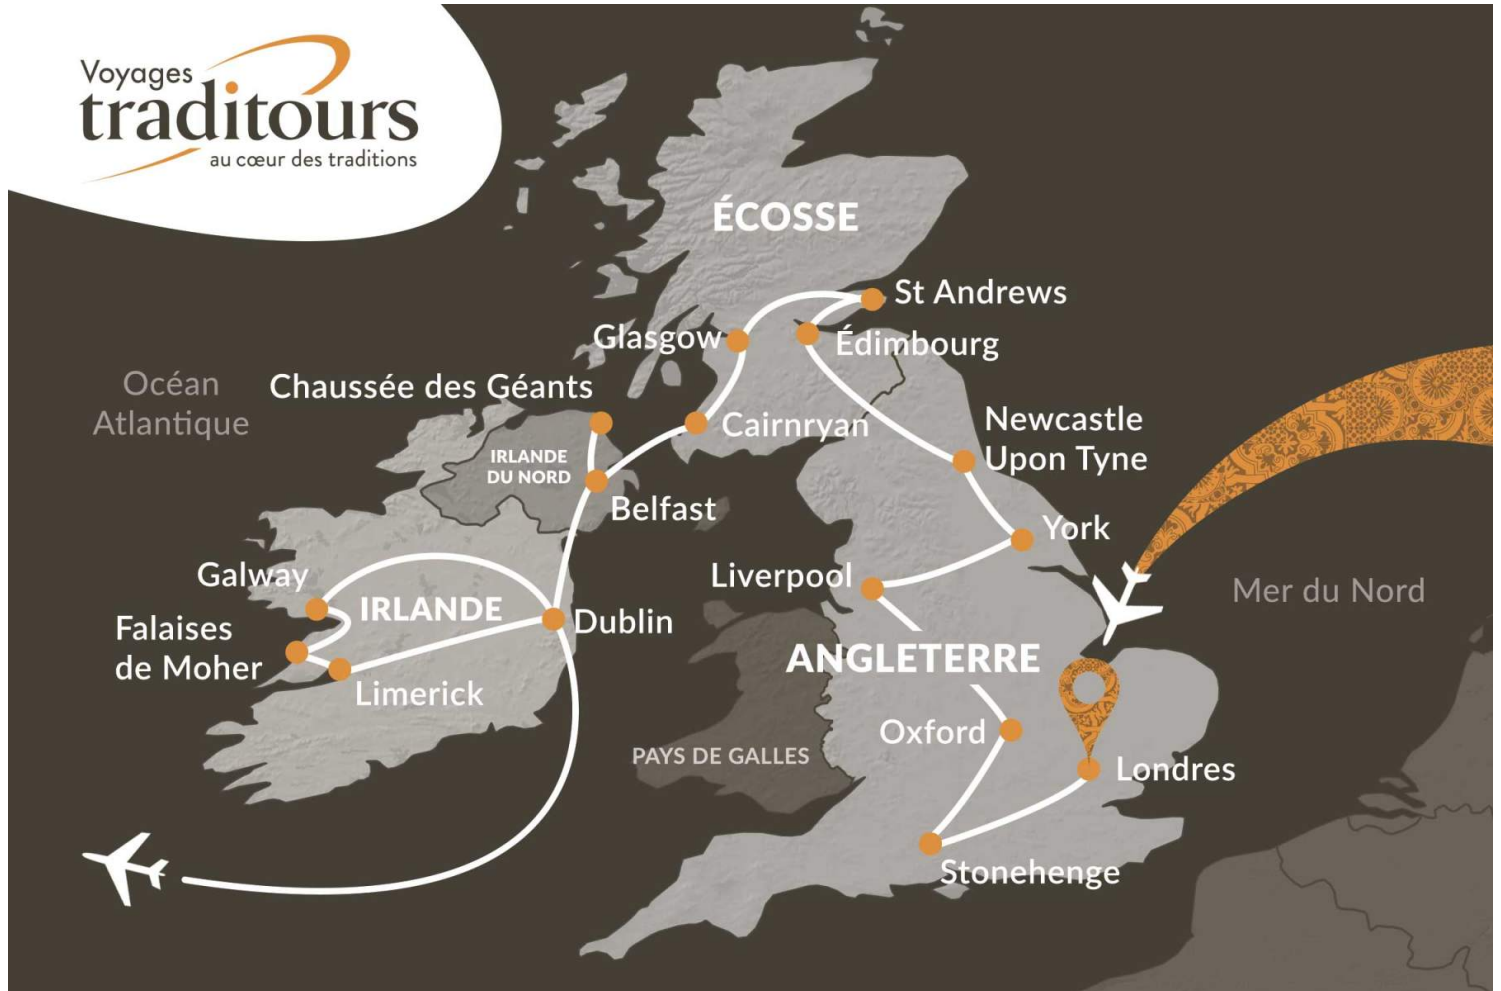 Voyages
traditours
au cœur des traditions
ÉCOSSE
St Andrews
Glasgow
Édimbourg
Océan
Atlantique
Chaussée des Géants
Cairnryan
Newcastle
Upon Tyne
IRLANDE
DU NORD
Belfast
York
Galway
Liverpool
Mer du Nord
IRLANDE
Dublin
Falaises
de Moher
Limerick
ANGLETERRE
Oxford
PAYS DE GALLES
Londres
Stonehenge